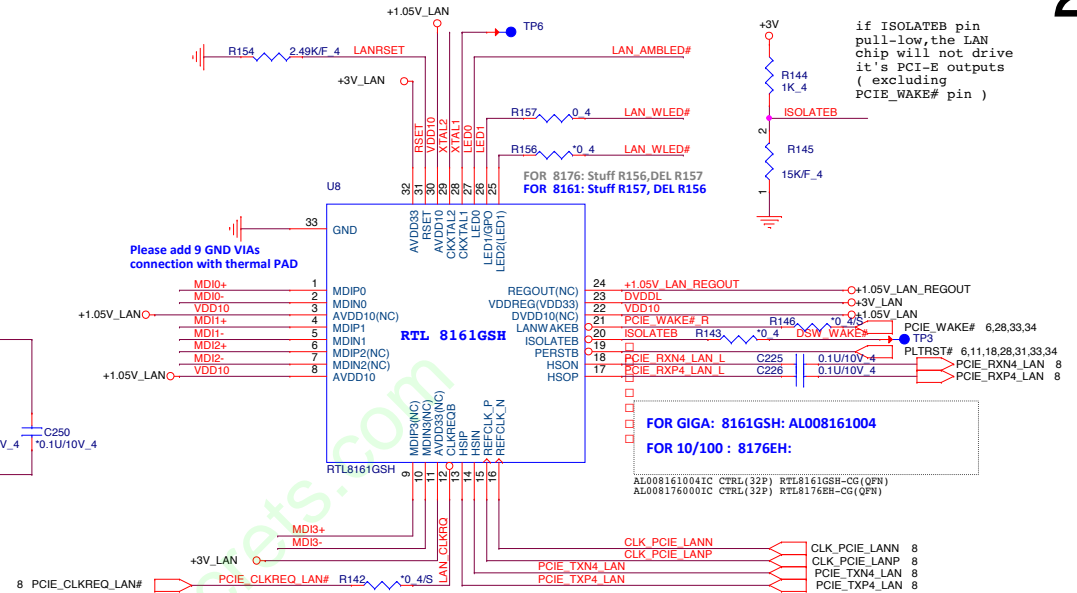 2
+1.05V_LAN
TP6
+3V
if ISOLATEB pin
pull-low,the LAN
chip will not drive
it's PCI-E outputs
( excluding
PCIE_WAKE# pin )
R154 2.49K/F_4 LANRSET
LAN_AMBLED#
+3V_LAN
R144
1K_4
ISOLATEB
RSET
VDD10
XTAL2
XTAL1
LED0
LED1
R157 0_4 LAN_WLED#
R156 *0_4 LAN_WLED#
2
R145
15K/F_4
1
FOR 8176: Stuff R156,DEL R157
FOR 8161: Stuff R157, DEL R156
U8
32 31 30 29 28 27 26 25
33 GND
AVDD33
RSET
AVDD10
CKXTAL2
CKXTAL1
LED0
LED1/GPO
LED2(LED1)
Please add 9 GND VIAs
connection with thermal PAD
MDI0+ 1 MDIP0
MDI0- 2 MDIN0
+1.05V_LAN VDD10 3 AVDD10(NC)
MDI1+ 4 MDIP1
MDI1- 5 MDIN1
MDI2+ 6 MDIP2(NC)
MDI2- 7 MDIN2(NC)
+1.05V_LAN VDD10 8 AVDD10
RTL 8161GSH
REGOUT(NC) 24 +1.05V_LAN_REGOUT +1.05V_LAN_REGOUT
VDDREG(VDD33) 23 DVDDL +3V_LAN
DVDD10(NC) 22 VDD10 +1.05V_LAN
LANWAKEB 21 PCIE_WAKE#_R R146 *0_4/S PCIE_WAKE# 6,28,33,34
ISOLATEB 20 ISOLATEB R143 *0_4 DSW_WAKE# TP3
PERSTB 19 PLTRST# 6,11,18,28,31,33,34
HSON 18 PCIE_RXN4_LAN_L C225 0.1U/10V_4 PCIE_RXN4_LAN 8
HSOP 17 PCIE_RXP4_LAN_L C226 0.1U/10V_4 PCIE_RXP4_LAN 8
MDIP3(NC)
MDIN3(NC)
AVDD33(NC)
CLKREQB
HSIP
HSIN
REFCLK_P
REFCLK_N
C250
V_4 *0.1U/10V_4
FOR GIGA: 8161GSH: AL008161004
FOR 10/100 : 8176EH:
RTL8161GSH
9 10 11 12 13 14 15 16
AL008161004IC CTRL(32P) RTL8161GSH-CG(QFN)
AL008176000IC CTRL(32P) RTL8176EH-CG(QFN)
MDI3+
MDI3-
LAN_CLKRQ
+3V_LAN
CLK_PCIE_LANN CLK_PCIE_LANN 8
CLK_PCIE_LANP CLK_PCIE_LANP 8
PCIE_TXN4_LAN PCIE_TXN4_LAN 8
PCIE_TXP4_LAN PCIE_TXP4_LAN 8
8 PCIE_CLKREQ_LAN# PCIE_CLKREQ_LAN# R142 *0_4/S
ets.com